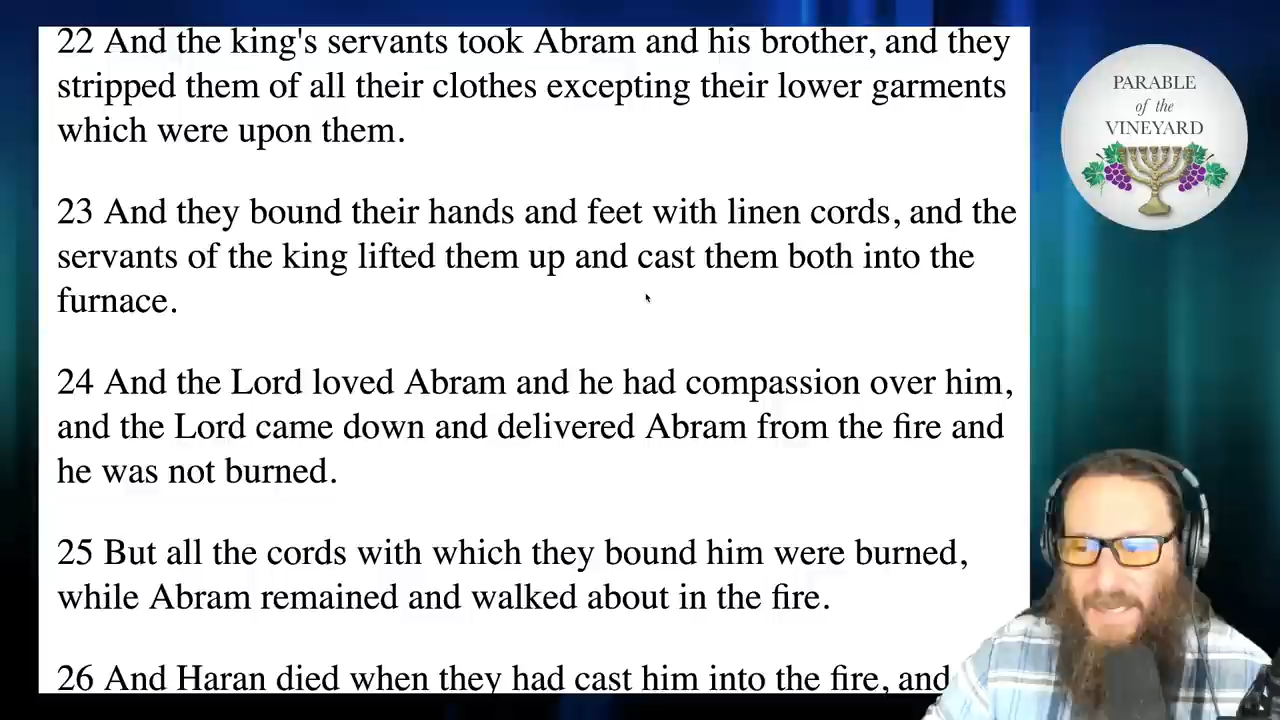 22 And the king's servants took Abram and his brother, and they
stripped them of all their clothes excepting their lower garments
which were upon them.
23 And they bound their hands and feet with linen cords, and the
servants of the king lifted them up and cast them both into the
furnace.
24 And the Lord loved Abram and he had compassion over him,
and the Lord came down and delivered Abram from the fire and
he was not burned.
25 But all the cords with which they bound him were burned,
while Abram remained and walked about in the fire.
26 And Haran died when they had cast him into the fire, and
PARABLE
of the
VINEYARD